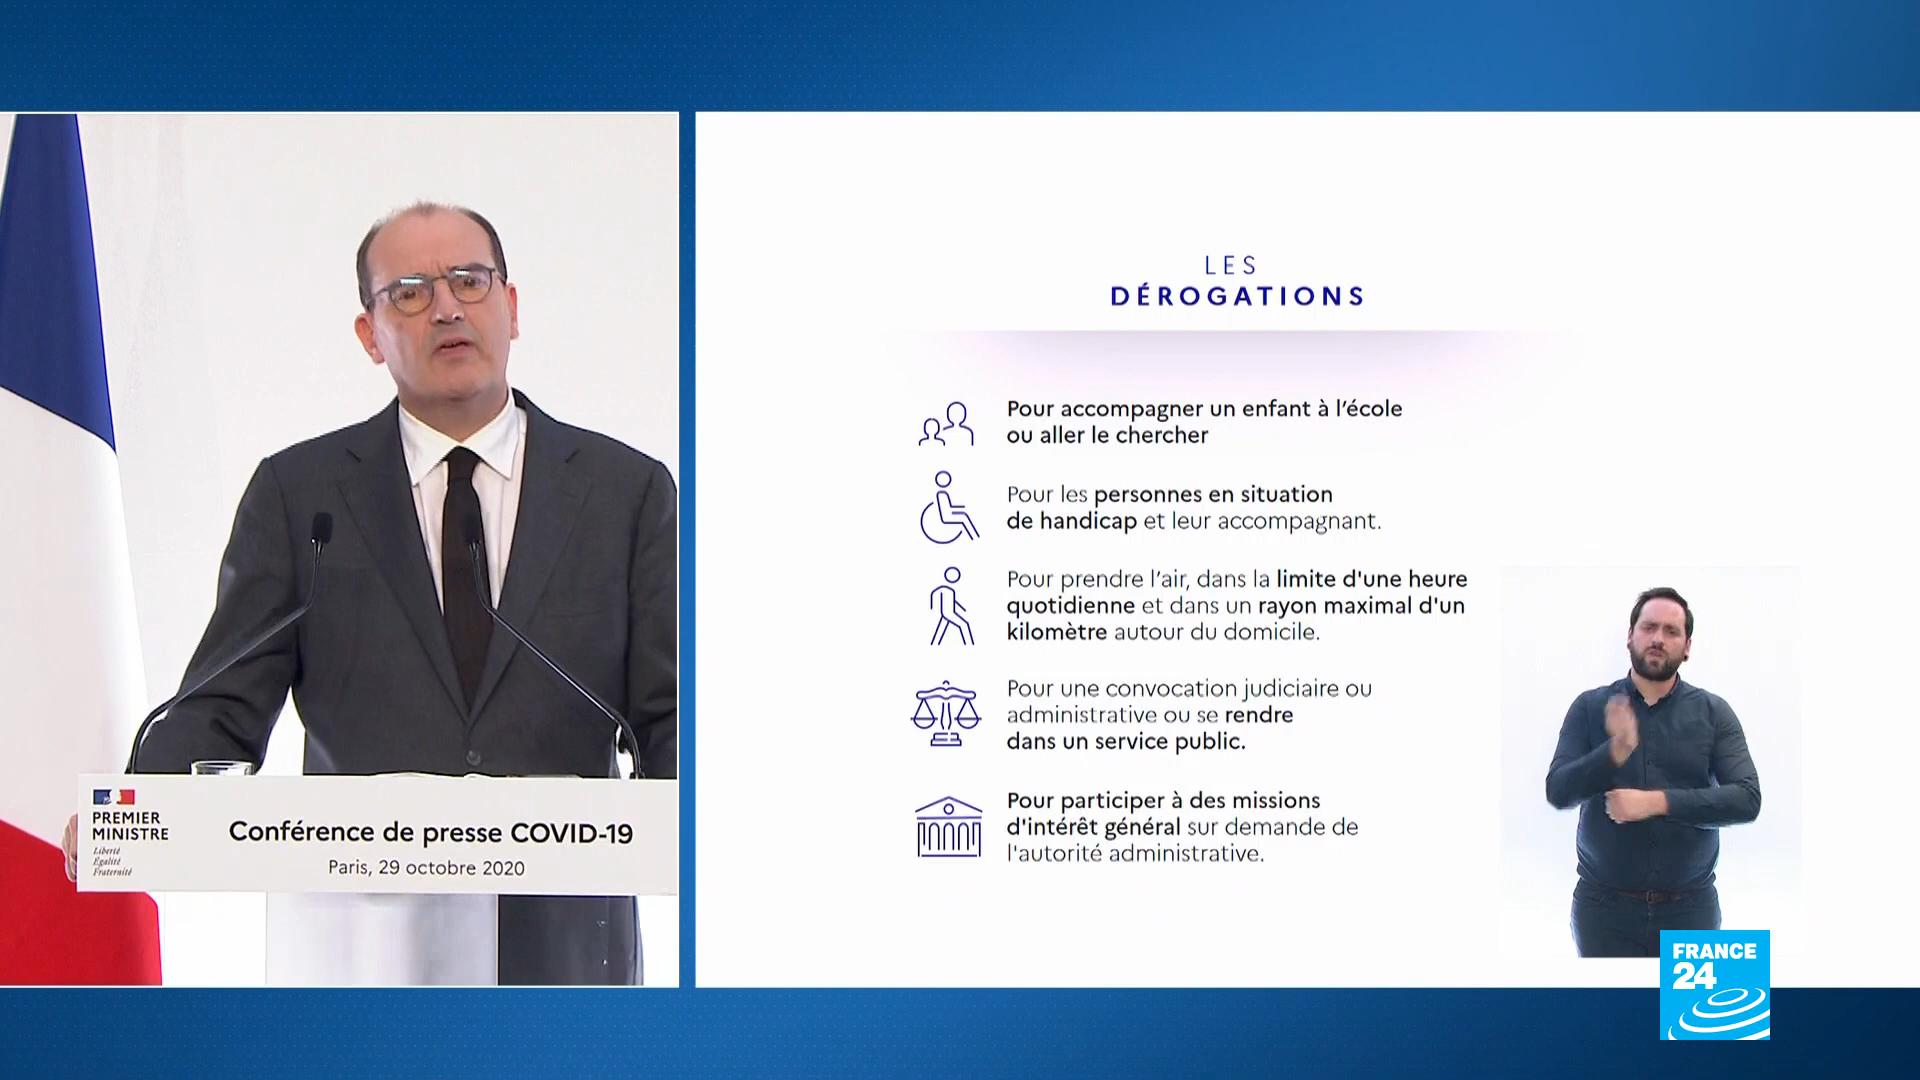 PREMIER
MINISTRE
Liberté
Égalité
Fraternité
Conférence de presse COVID-19
Paris, 29 octobre 2020
LES
DÉROGATIONS
Pour accompagner un enfant à l’école
ou aller le chercher
Pour les personnes en situation
de handicap et leur accompagnant.
Pour prendre l’air, dans la limite d'une heure
quotidienne et dans un rayon maximal d'un
kilomètre autour du domicile.
Pour une convocation judiciaire ou
administrative ou se rendre
dans un service public.
Pour participer à des missions
d'intérêt général sur demande de
l'autorité administrative.
FRANCE
24